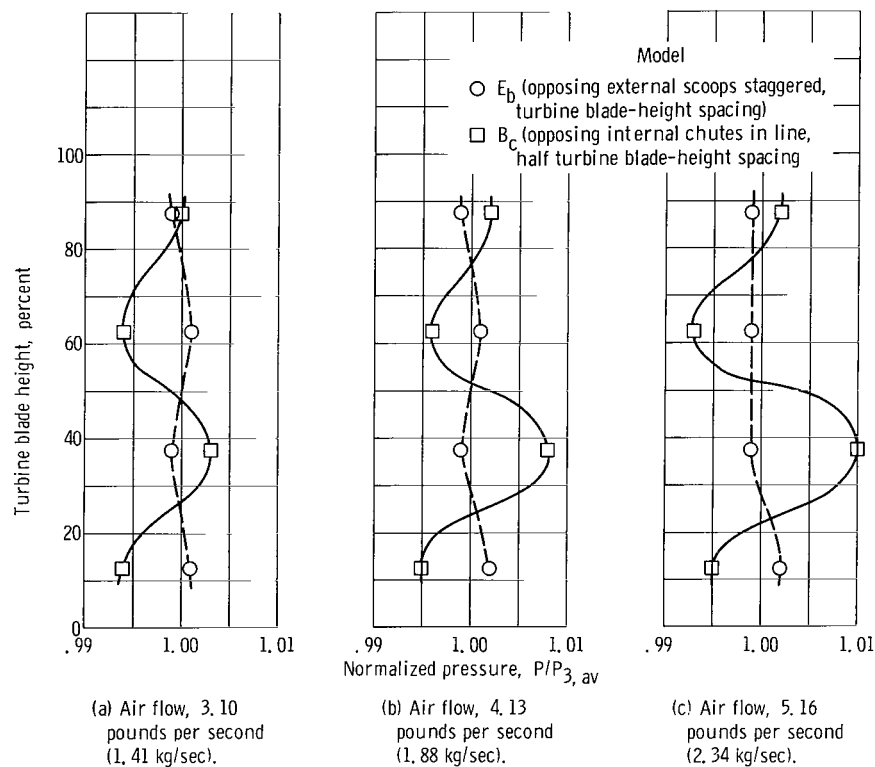 Model
E_b (opposing external scoops staggered,
turbine blade-height spacing)
B_c (opposing internal chutes in line,
half turbine blade-height spacing
Turbine blade height, percent
100
80
60
40
20
0
.99
1.00
1.01
.99
1.00
1.01
.99
1.00
1.01
Normalized pressure, P/P_3, av
(a) Air flow, 3.10
pounds per second
(1.41 kg/sec).
(b) Air flow, 4.13
pounds per second
(1.88 kg/sec).
(c) Air flow, 5.16
pounds per second
(2.34 kg/sec).